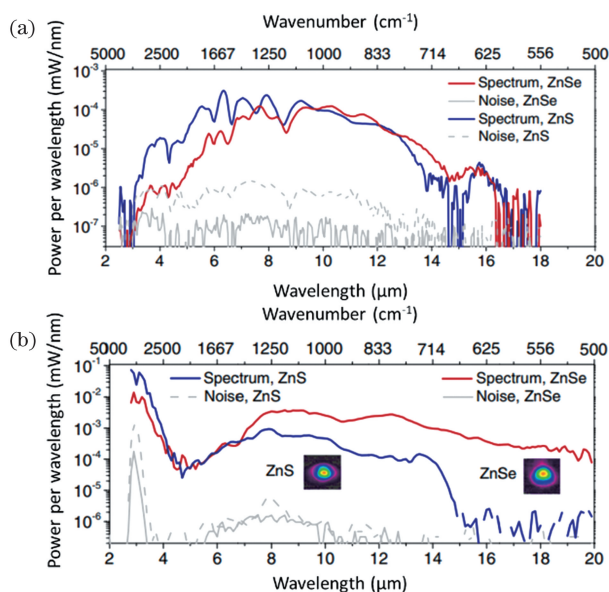 (a)
Wavenumber (cm-1)
5000 2500 1667 1250 1000 833 714 625 556 500
Power per wavelength (mW/nm)
10-3
10-4
10-5
10-6
10-7
Spectrum, ZnSe
Noise, ZnSe
Spectrum, ZnS
Noise, ZnS
2 4 6 8 10 12 14 16 18 20
Wavelength (μm)
(b)
Wavenumber (cm-1)
5000 2500 1667 1250 1000 833 714 625 556 500
Power per wavelength (mW/nm)
10-1
10-2
10-3
10-4
10-5
10-6
Spectrum, ZnS Spectrum, ZnSe
Noise, ZnS Noise, ZnSe
ZnS ZnSe
2 4 6 8 10 12 14 16 18 20
Wavelength (μm)